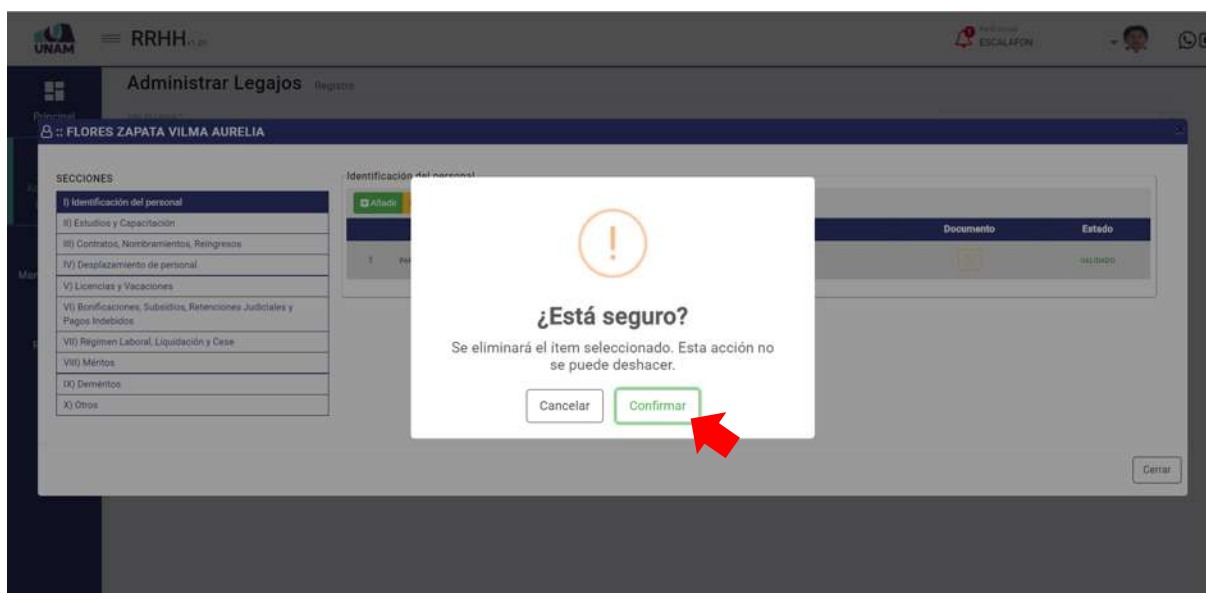 UNAM
RRHH
ESCALAFON
Administrar Legajos Registro
Principal
:: FLORES ZAPATA VILMA AURELIA
SECCIONES
I) Identificación del personal
II) Estudios y Capacitación
III) Contratos, Nombramientos, Reingresos
IV) Desplazamiento de personal
V) Licencias y Vacaciones
VI) Bonificaciones, Subsidios, Retenciones Judiciales y
Pagos Indebidos
VII) Régimen Laboral, Liquidación y Cese
VIII) Méritos
IX) Deméritos
X) Otros
Identificación del personal
Añadir
Documento Estado
1
VALIDADO
¿Está seguro?
Se eliminará el ítem seleccionado. Esta acción no
se puede deshacer.
Cancelar Confirmar
Cerrar